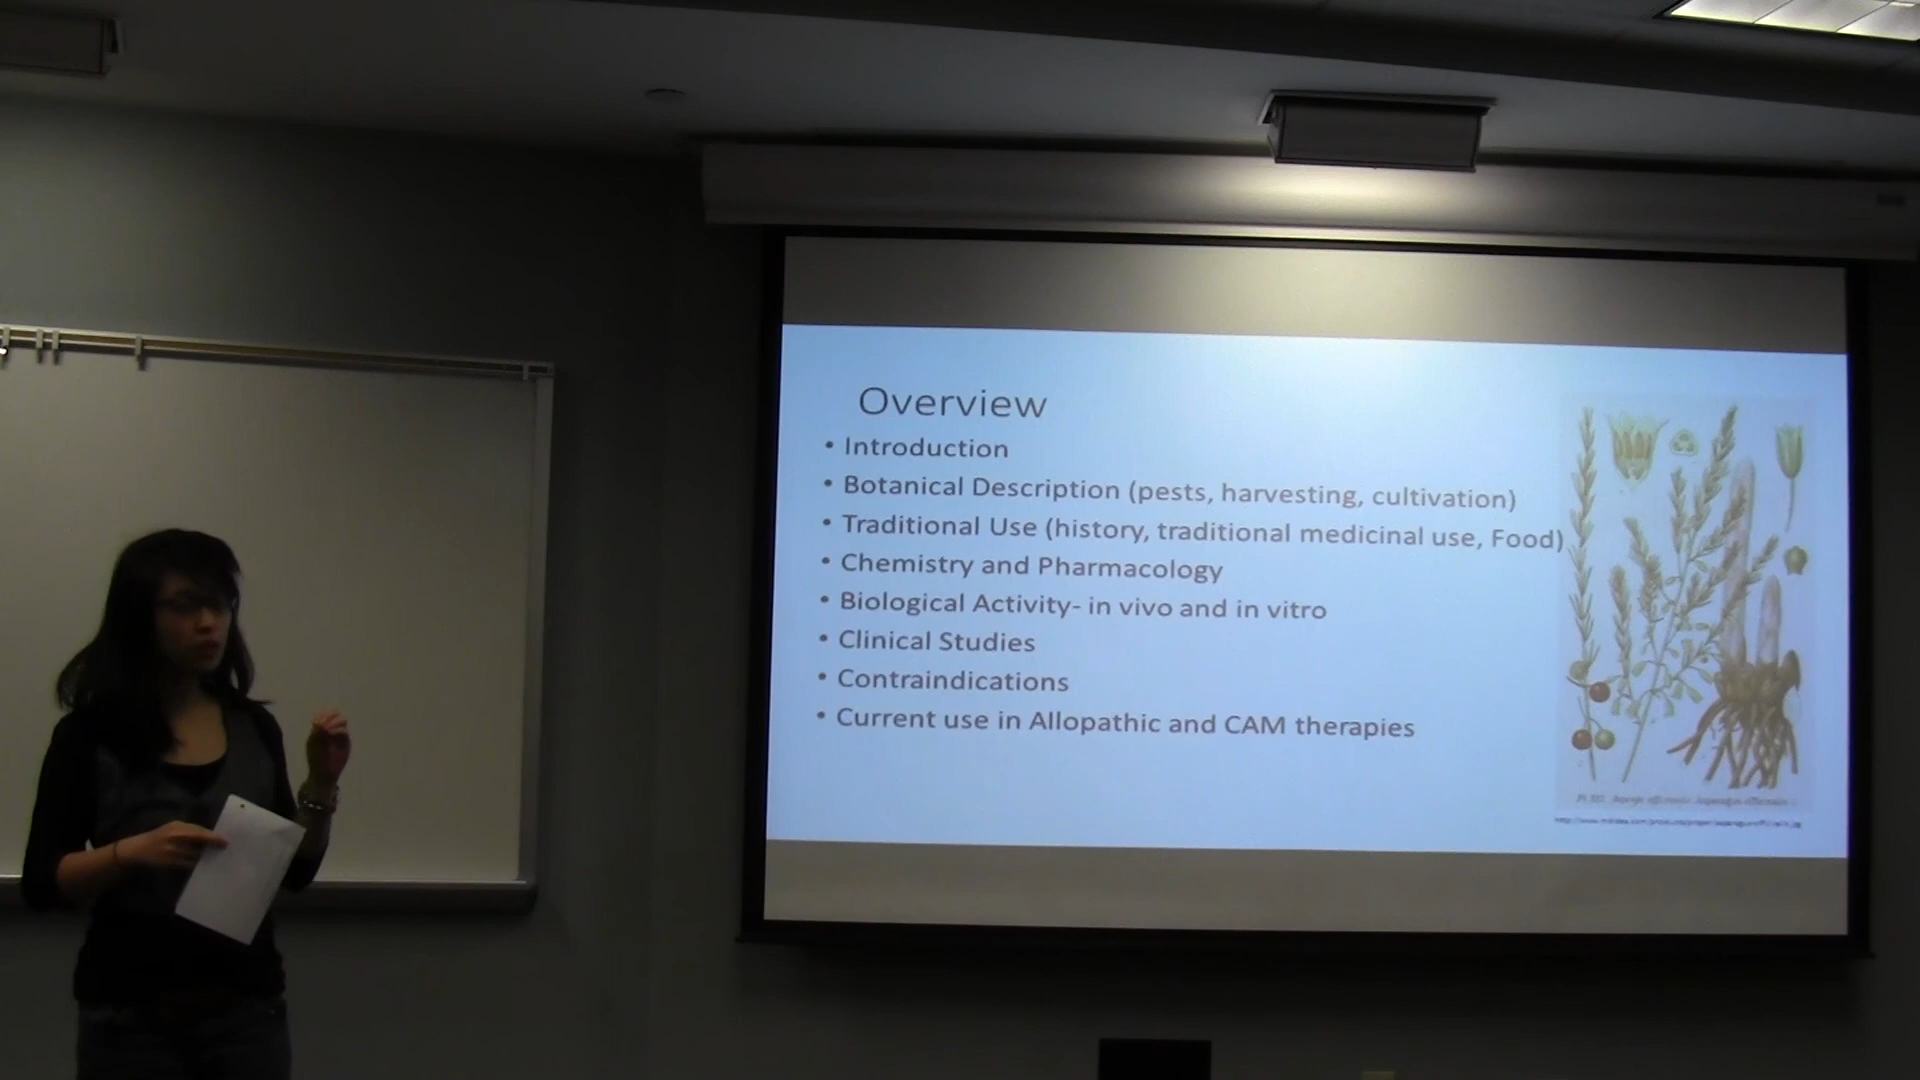 Overview
• Introduction
• Botanical Description (pests, harvesting, cultivation)
• Traditional Use (history, traditional medicinal use, Food)
• Chemistry and Pharmacology
• Biological Activity- in vivo and in vitro
• Clinical Studies
• Contraindications
• Current use in Allopathic and CAM therapies